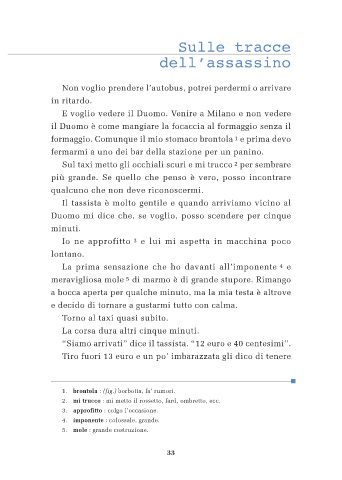 Sulle tracce
dell'assassino
Non voglio prendere l'autobus, potrei perdermi o arrivare
in ritardo.
E voglio vedere il Duomo. Venire a Milano e non vedere
il Duomo è come mangiare la focaccia al formaggio senza il
formaggio. Comunque il mio stomaco brontola 1 e prima devo
fermarmi a uno dei bar della stazione per un panino.
Sul taxi metto gli occhiali scuri e mi trucco 2 per sembrare
più grande. Se quello che penso è vero, posso incontrare
qualcuno che non deve riconoscermi.
Il tassista è molto gentile e quando arriviamo vicino al
Duomo mi dice che, se voglio, posso scendere per cinque
minuti.
Io ne approfitto 3 e lui mi aspetta in macchina poco
lontano.
La prima sensazione che ho davanti all'imponente 4 e
meravigliosa mole 5 di marmo è di grande stupore. Rimango
a bocca aperta per qualche minuto, ma la mia testa è altrove
e decido di tornare a gustarmi tutto con calma.
Torno al taxi quasi subito.
La corsa dura altri cinque minuti.
“Siamo arrivati” dice il tassista. “12 euro e 40 centesimi”.
Tiro fuori 13 euro e un po' imbarazzata gli dico di tenere
1. brontola : (fig.) borbotta, fa' rumori.
2. mi trucco : mi metto il rossetto, fard, ombretto, ecc.
3. approfitto : colgo l'occasione.
4. imponente : colossale, grande.
5. mole : grande costruzione.
33